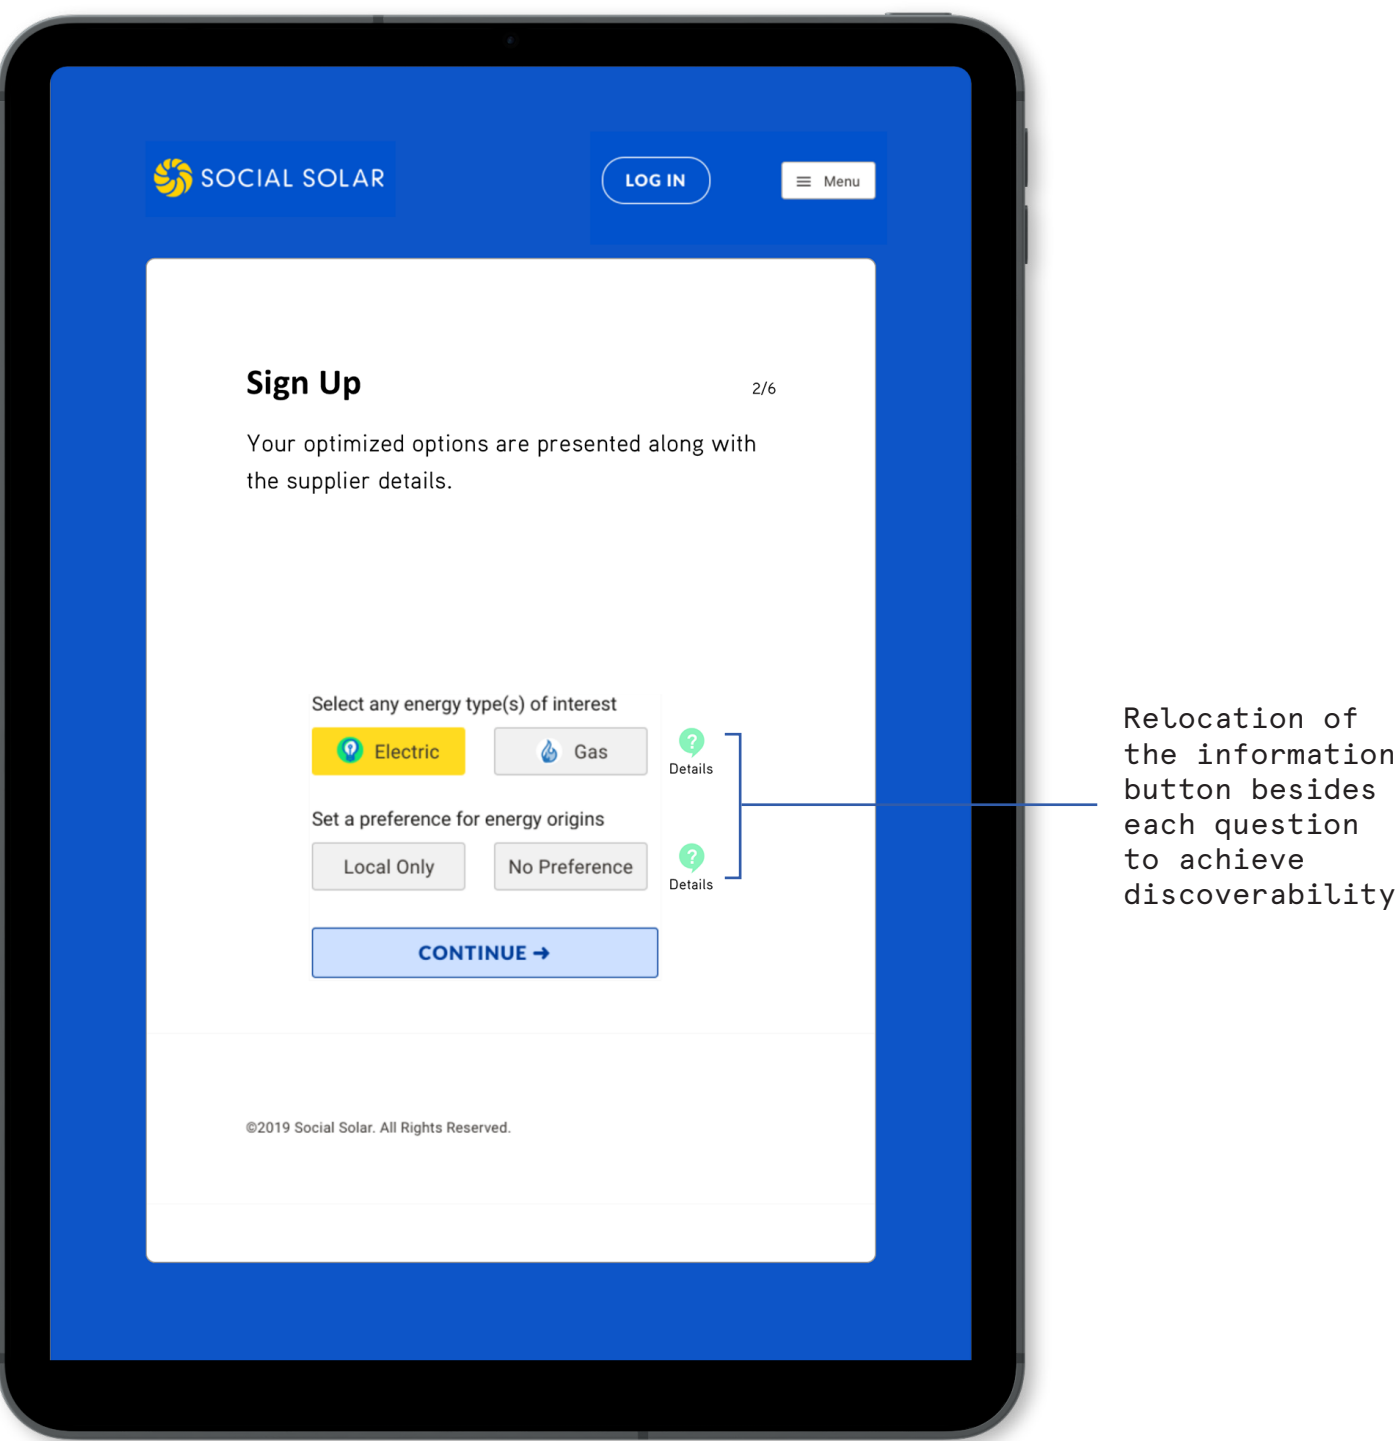 SOCIAL SOLAR
LOG IN
Menu
Sign Up
2/6
Your optimized options are presented along with
the supplier details.
Select any energy type(s) of interest
Electric
Gas
?
Details
Set a preference for energy origins
Local Only
No Preference
?
Details
CONTINUE →
©2019 Social Solar. All Rights Reserved.
Relocation of
the information
button besides
each question
to achieve
discoverability